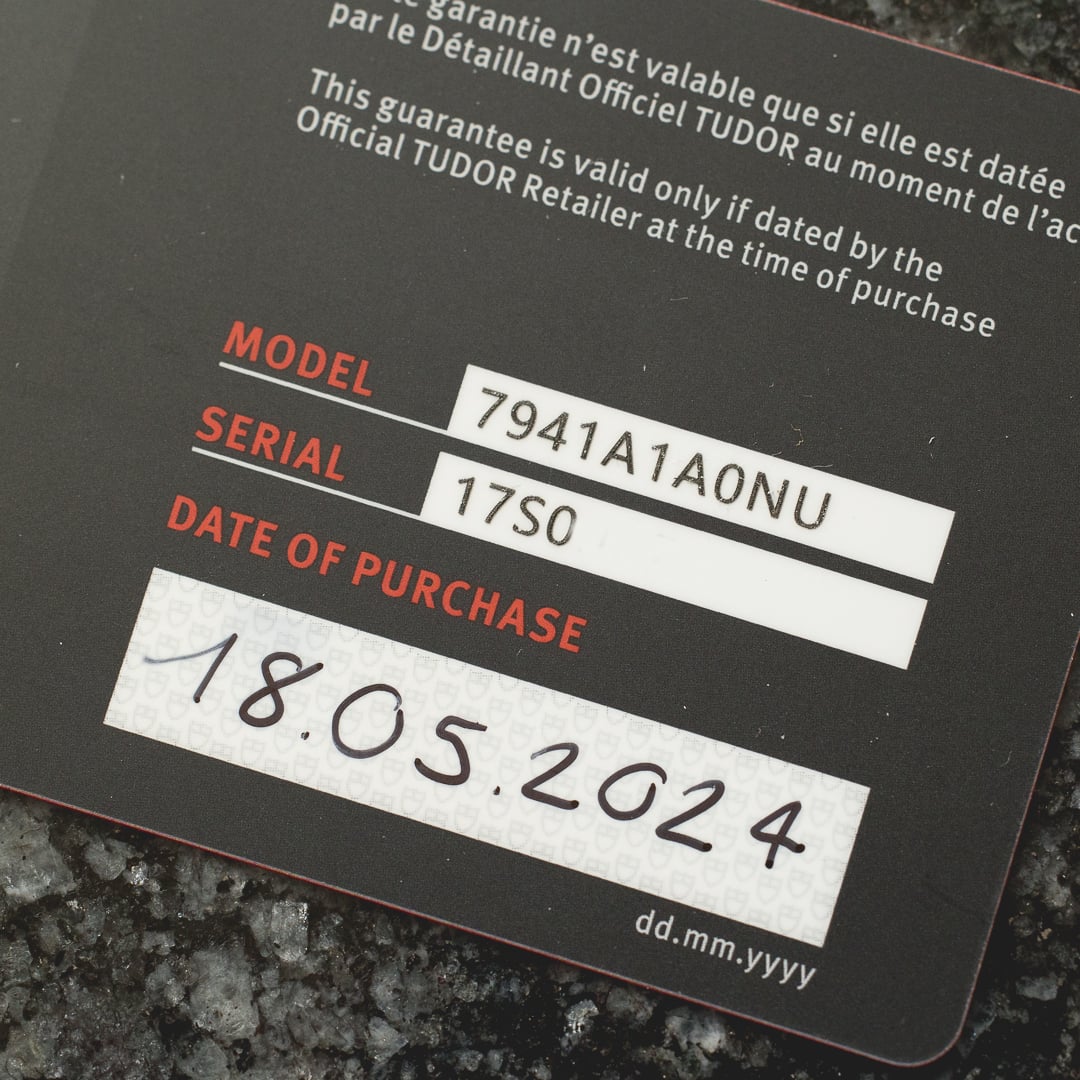 garantie n'est valable que si elle est datée
par le Détaillant Officiel TUDOR au moment de l'ac
This guarantee is valid only if dated by the
Official TUDOR Retailer at the time of purchase
MODEL 7941A1A0NU
SERIAL 17S0
DATE OF PURCHASE
18.05.2024
dd.mm.yyyy